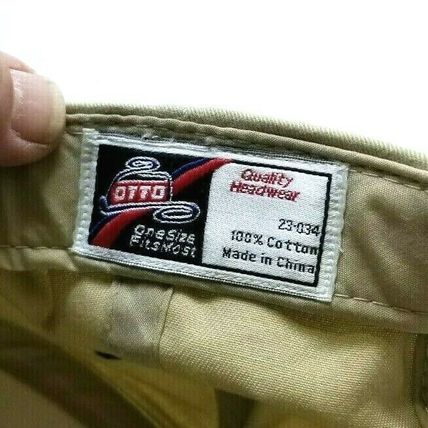 OTTO
One Size
Fits Most
Quality
Headwear
23-034
100% Cotton
Made in China